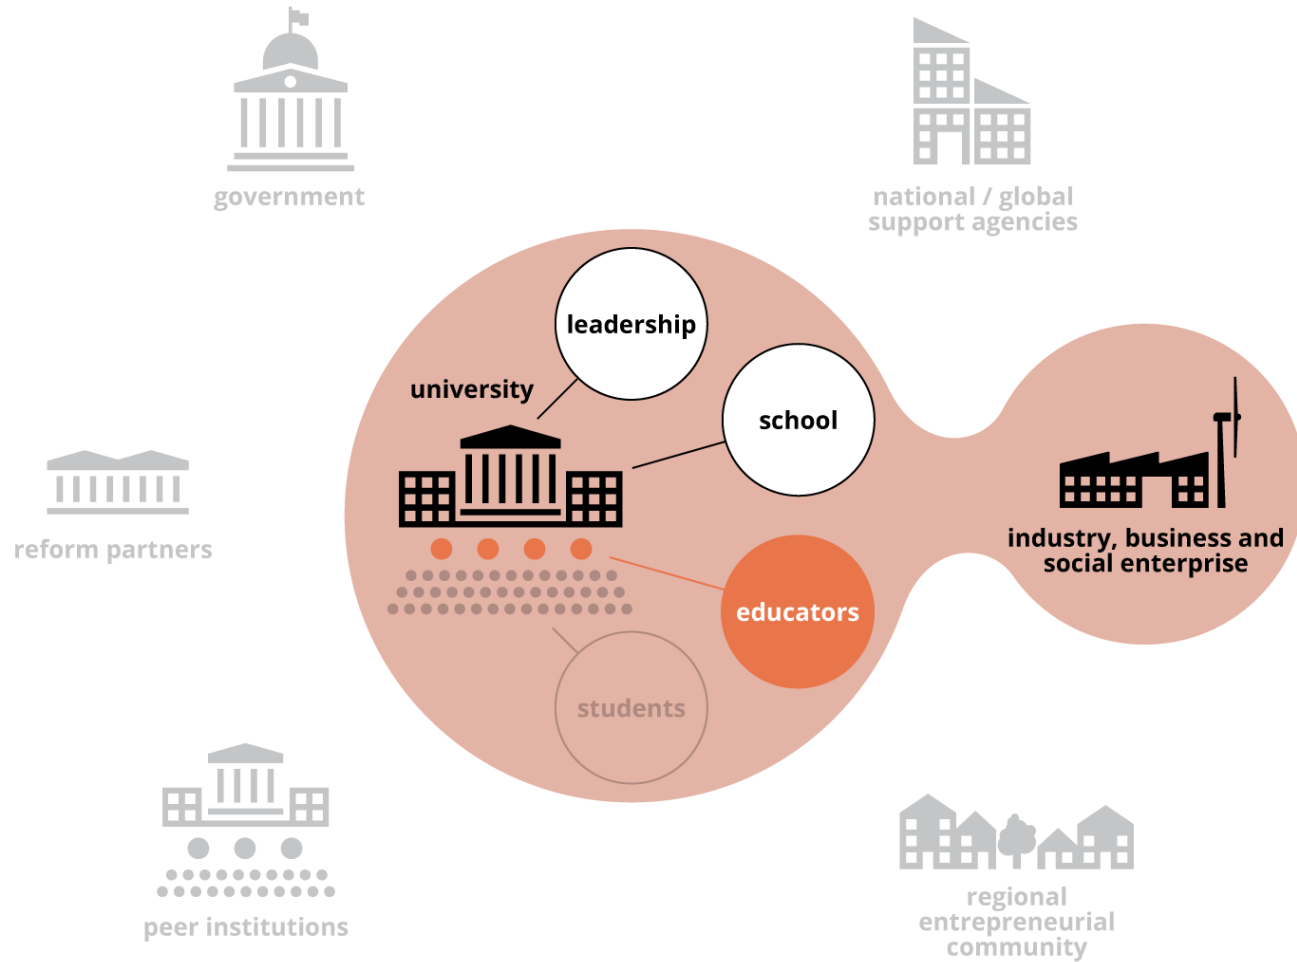 government
national / global
support agencies
leadership
university
school
reform partners
industry, business and
social enterprise
educators
students
peer institutions
regional
entrepreneurial
community